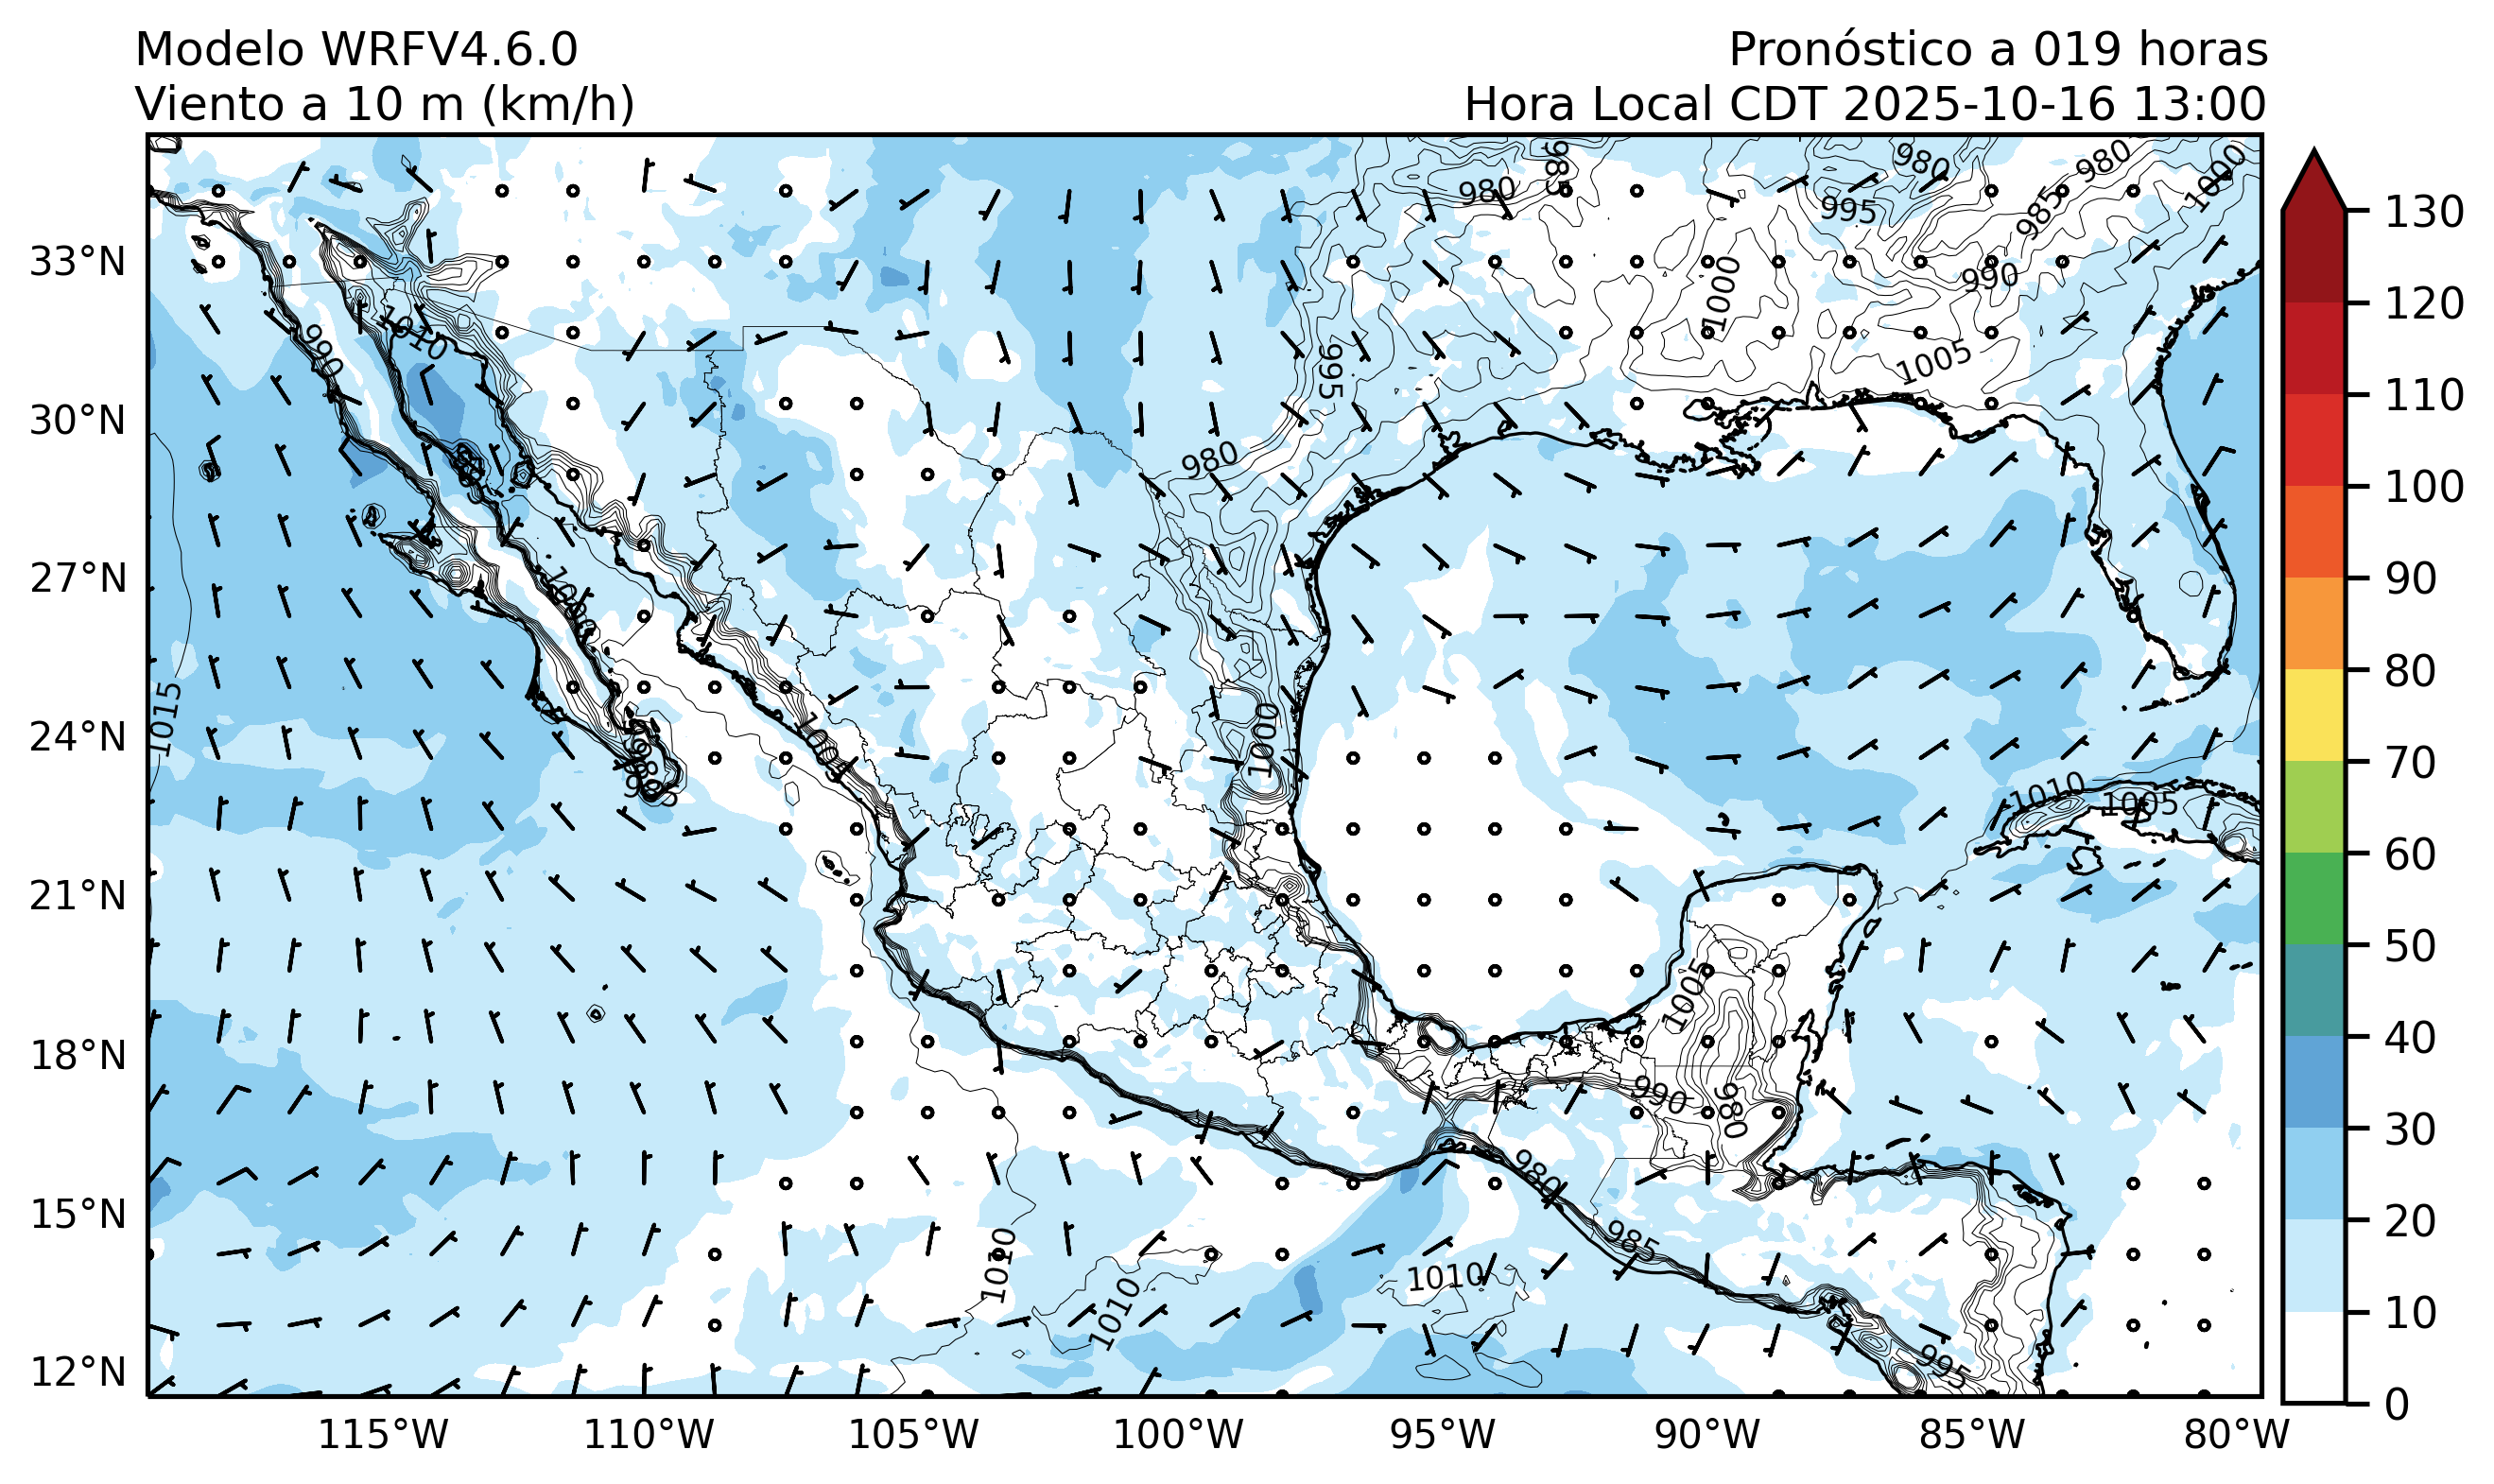 Modelo WRFV4.6.0
Pronóstico a 019 horas
Viento a 10 m (km/h)
Hora Local CDT 2025-10-16 13:00
33°N
30°N
27°N
24°N
21°N
18°N
15°N
12°N
115°W
110°W
105°W
100°W
95°W
90°W
85°W
80°W
130
120
110
100
90
80
70
60
50
40
30
20
10
0
980
985
980
995
980
985
1000
990
1000
1005
995
980
1010
990
1015
1000
1000
1005
1010
1005
990
980
980
985
1010
1010
1010
995